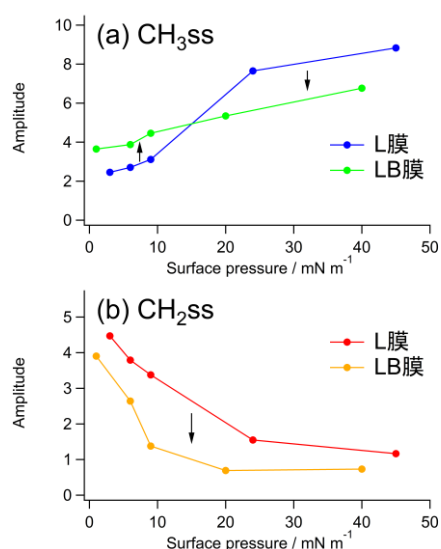 (a) CH₃ss
Amplitude
10
8
6
4
2
0
L膜
LB膜
0 10 20 30 40 50
Surface pressure / mN m⁻¹
(b) CH₂ss
Amplitude
5
4
3
2
1
0
L膜
LB膜
0 10 20 30 40 50
Surface pressure / mN m⁻¹